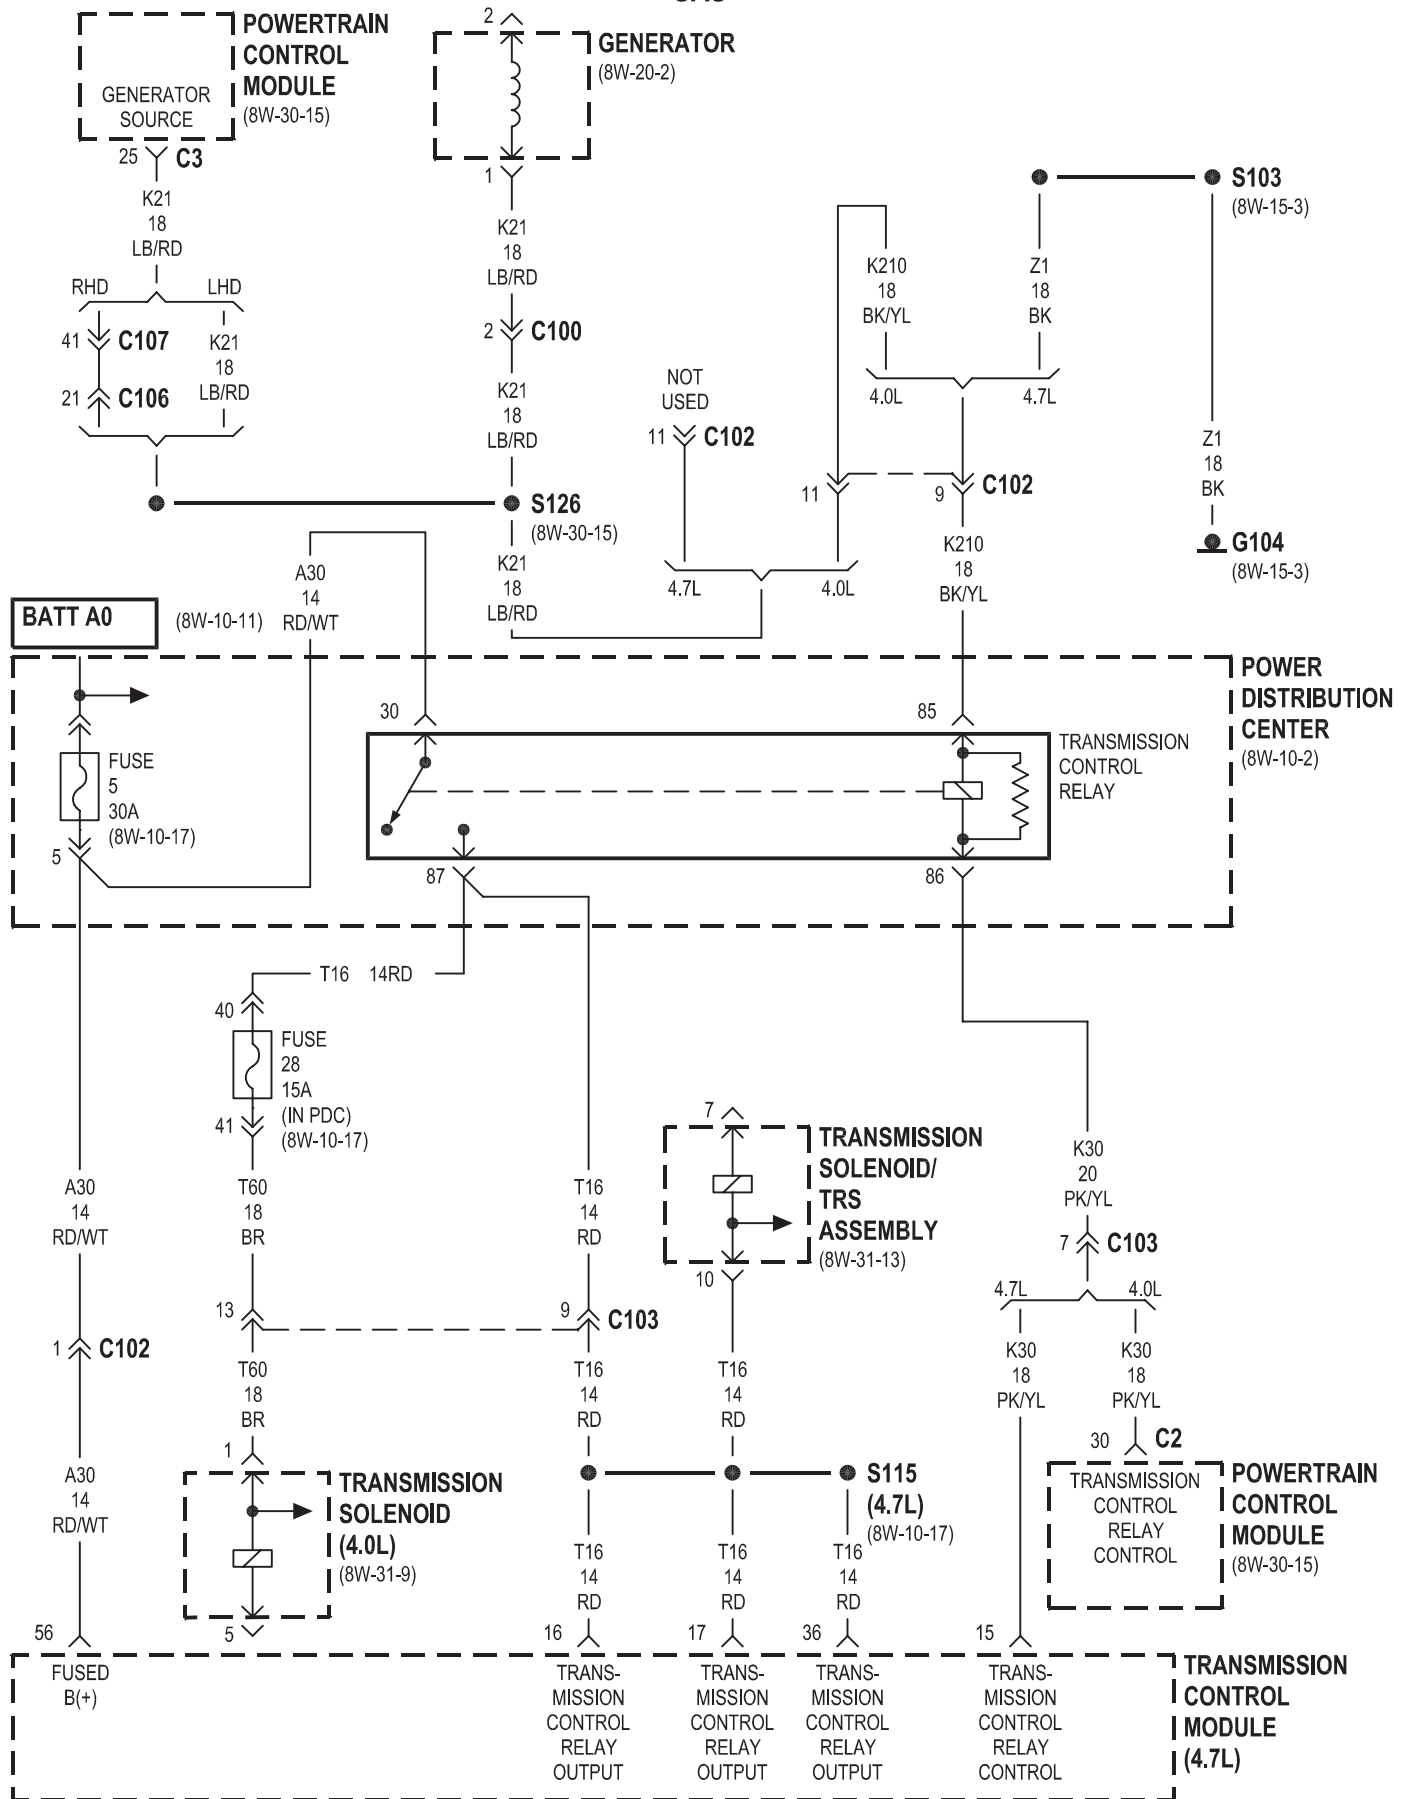 2
POWERTRAIN
CONTROL
MODULE
(8W-30-15)
GENERATOR
SOURCE
25
C3
K21
18
LB/RD
RHD
LHD
41
C107
K21
18
LB/RD
21
C106
GENERATOR
(8W-20-2)
1
K21
18
LB/RD
2
C100
K21
18
LB/RD
S126
(8W-30-15)
K21
18
LB/RD
NOT
USED
11
C102
4.7L
4.0L
K210
18
BK/YL
Z1
18
BK
4.0L
4.7L
S103
(8W-15-3)
Z1
18
BK
G104
(8W-15-3)
11
9
C102
K210
18
BK/YL
A30
14
RD/WT
BATT A0
(8W-10-11)
POWER
DISTRIBUTION
CENTER
(8W-10-2)
30
85
TRANSMISSION
CONTROL
RELAY
FUSE
5
30A
(8W-10-17)
5
87
86
T16 14RD
40
FUSE
28
15A
(IN PDC)
(8W-10-17)
41
7
TRANSMISSION
SOLENOID/
TRS
ASSEMBLY
(8W-31-13)
10
K30
20
PK/YL
7
C103
4.7L
4.0L
A30
14
RD/WT
T60
18
BR
T16
14
RD
13
9
C103
1
C102
T60
18
BR
T16
14
RD
T16
14
RD
K30
18
PK/YL
K30
18
PK/YL
1
30
C2
A30
14
RD/WT
TRANSMISSION
SOLENOID
(4.0L)
(8W-31-9)
S115
(4.7L)
(8W-10-17)
TRANSMISSION
CONTROL
RELAY
CONTROL
POWERTRAIN
CONTROL
MODULE
(8W-30-15)
T16
14
RD
T16
14
RD
T16
14
RD
56
5
16
17
36
15
FUSED
B(+)
TRANS-
MISSION
CONTROL
RELAY
OUTPUT
TRANS-
MISSION
CONTROL
RELAY
OUTPUT
TRANS-
MISSION
CONTROL
RELAY
OUTPUT
TRANS-
MISSION
CONTROL
RELAY
CONTROL
TRANSMISSION
CONTROL
MODULE
(4.7L)